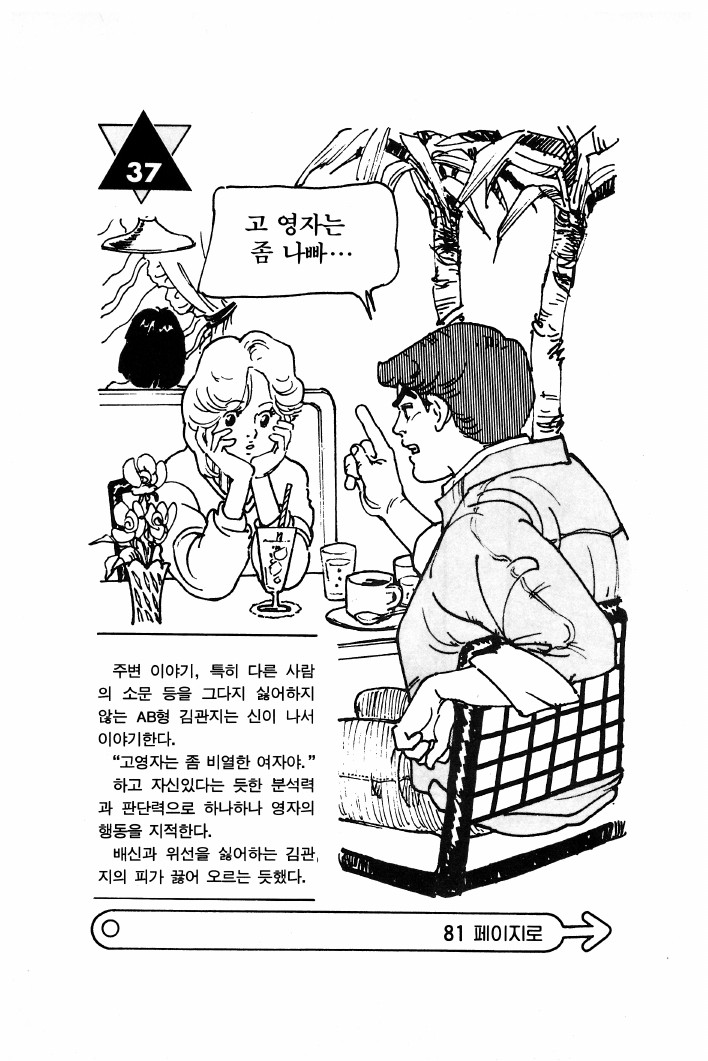 37
고 영자는
좀 나빠…
주변 이야기, 특히 다른 사람
의 소문 등을 그다지 싫어하지
않는 AB형 김관지는 신이 나서
이야기한다.
“고영자는 좀 비열한 여자야.”
하고 자신있다는 듯한 분석력
과 판단력으로 하나하나 영자의
행동을 지적한다.
배신과 위선을 싫어하는 김관
지의 피가 끓어 오르는 듯했다.
81 페이지로